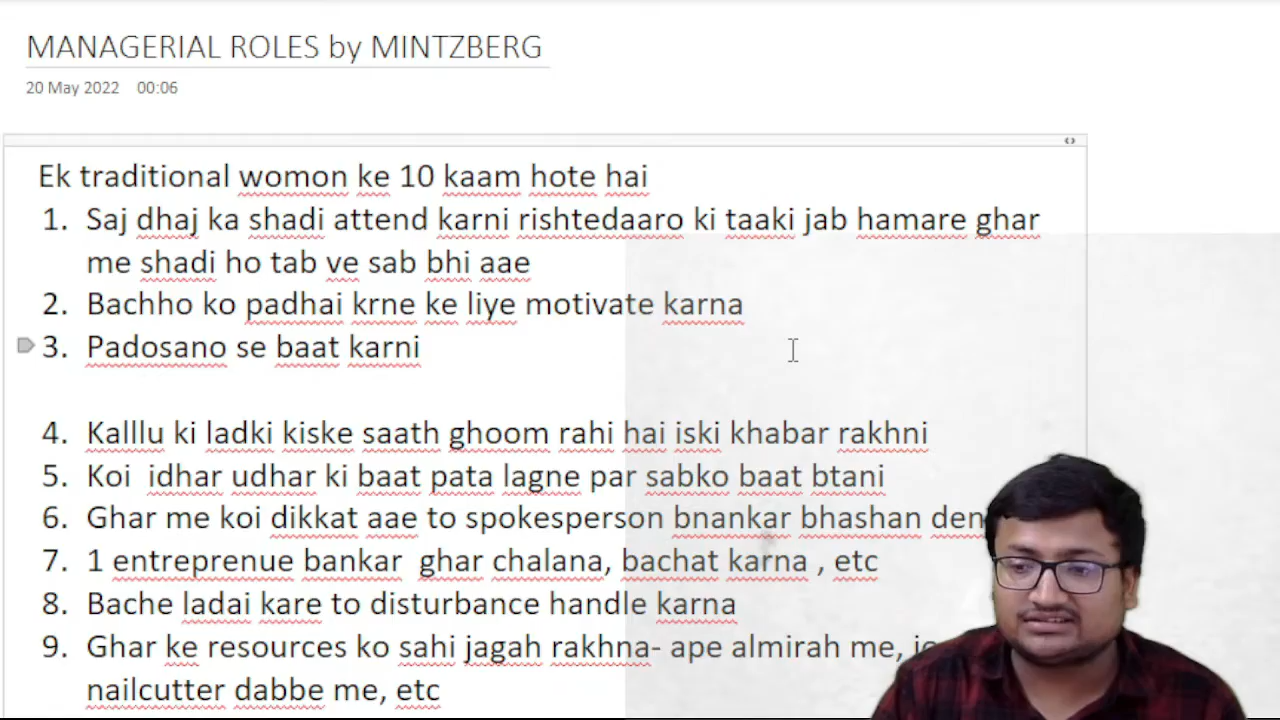 MANAGERIAL ROLES by MINTZBERG
20 May 2022 00:06
Ek traditional womon ke 10 kaam hote hai
1. Saj dhaj ka shadi attend karni rishtedaaro ki taaki jab hamare ghar
me shadi ho tab ve sab bhi aae
2. Bachho ko padhai krne ke liye motivate karna
3. Padosano se baat karni
4. Kalllu ki ladki kiske saath ghoom rahi hai iski khabar rakhni
5. Koi idhar udhar ki baat pata lagne par sabko baat btani
6. Ghar me koi dikkat aae to spokesperson bnankar bhashan
7. 1 entreprenue bankar ghar chalana, bachat karna , etc
8. Bache ladai kare to disturbance handle karna
9. Ghar ke resources ko sahi jagah rakhna- ape almirah me,
nailcutter dabbe me, etc